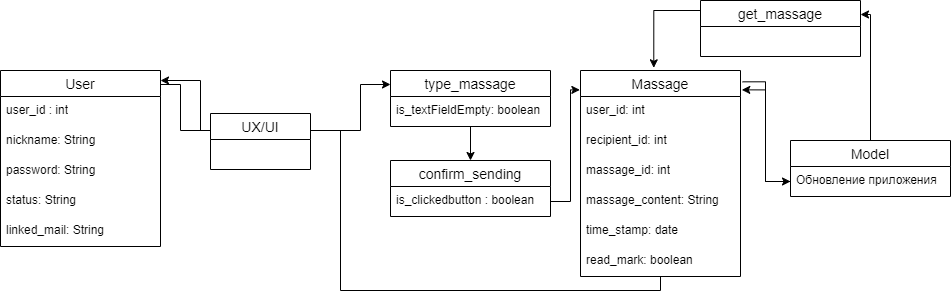 get_massage
User
user_id : int
nickname: String
password: String
status: String
linked_mail: String
UX/UI
type_massage
is_textFieldEmpty: boolean
confirm_sending
is_clickedbutton : boolean
Massage
user_id: int
recipient_id: int
massage_id: int
massage_content: String
time_stamp: date
read_mark: boolean
Model
Обновление приложения